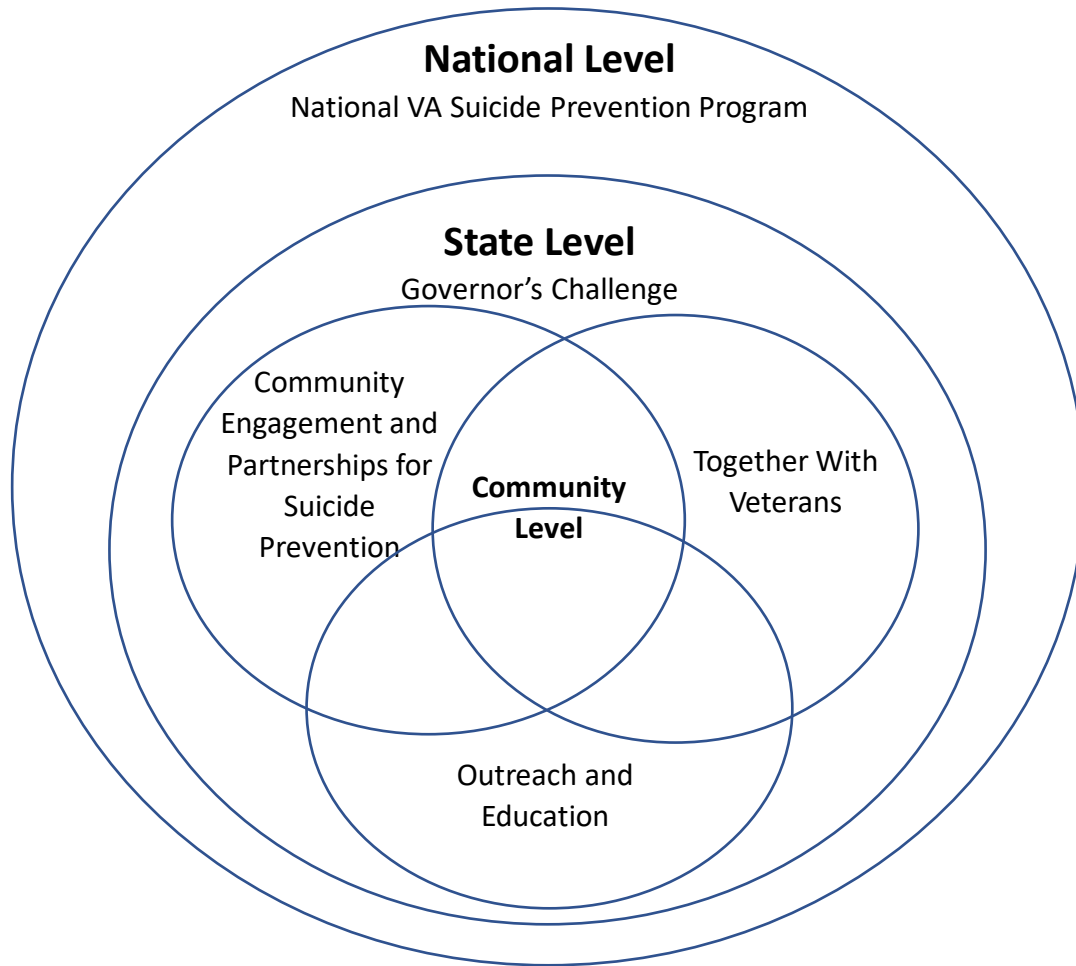 National Level
National VA Suicide Prevention Program
State Level
Governor’s Challenge
Community
Engagement and
Partnerships for
Suicide
Prevention
Community
Level
Together With
Veterans
Outreach and
Education